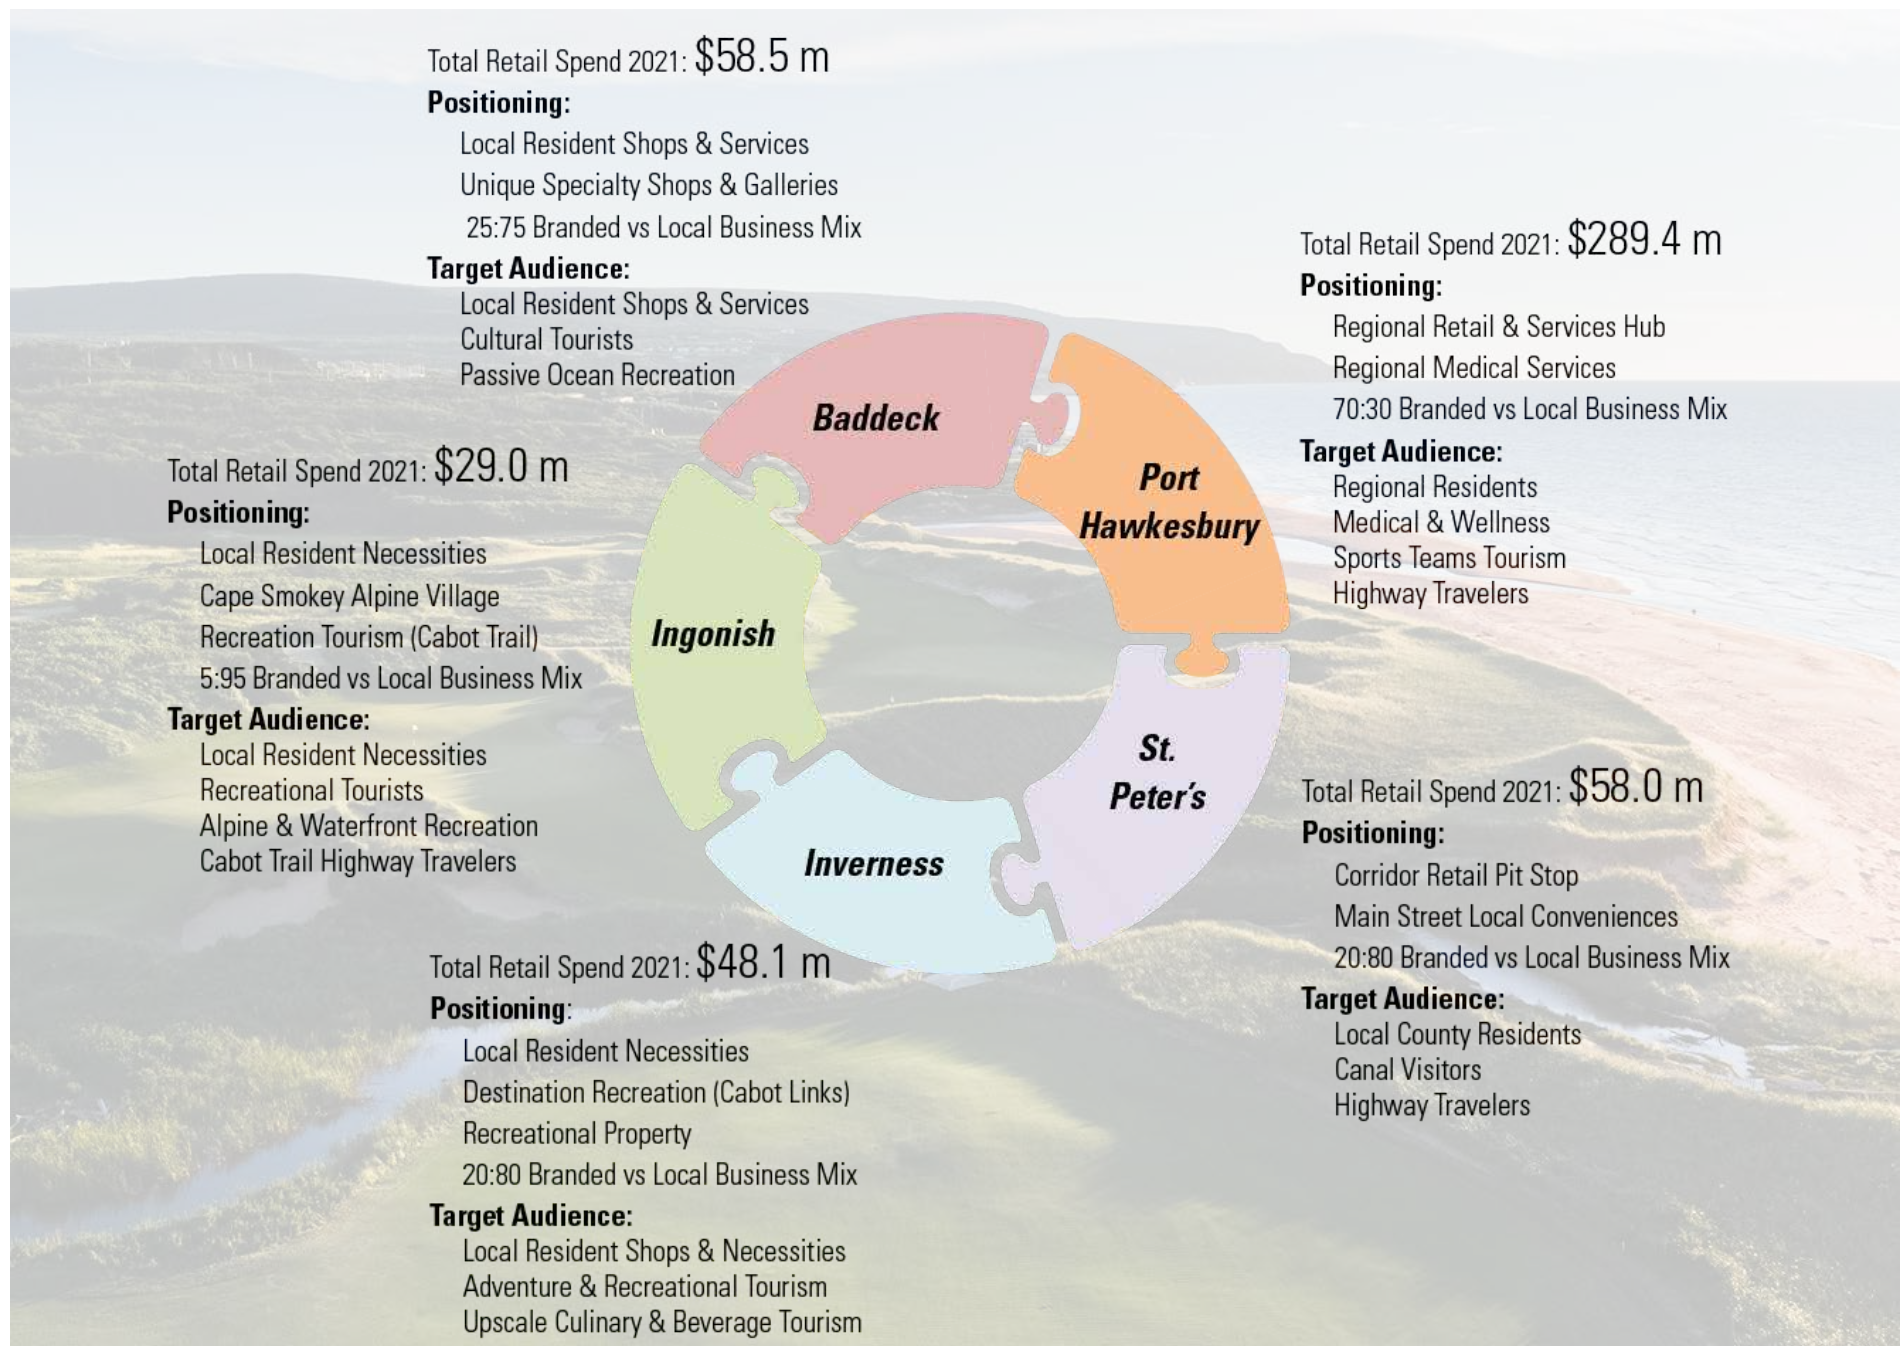 Total Retail Spend 2021: $58.5 m
Positioning:
Local Resident Shops & Services
Unique Specialty Shops & Galleries
25:75 Branded vs Local Business Mix
Target Audience:
Local Resident Shops & Services
Cultural Tourists
Passive Ocean Recreation
Total Retail Spend 2021: $289.4 m
Positioning:
Regional Retail & Services Hub
Regional Medical Services
70:30 Branded vs Local Business Mix
Target Audience:
Regional Residents
Medical & Wellness
Sports Teams Tourism
Highway Travelers
Total Retail Spend 2021: $29.0 m
Positioning:
Local Resident Necessities
Cape Smokey Alpine Village
Recreation Tourism (Cabot Trail)
5:95 Branded vs Local Business Mix
Target Audience:
Local Resident Necessities
Recreational Tourists
Alpine & Waterfront Recreation
Cabot Trail Highway Travelers
Baddeck
Port
Hawkesbury
Ingonish
St.
Peter's
Inverness
Total Retail Spend 2021: $58.0 m
Positioning:
Corridor Retail Pit Stop
Main Street Local Conveniences
20:80 Branded vs Local Business Mix
Target Audience:
Local County Residents
Canal Visitors
Highway Travelers
Total Retail Spend 2021: $48.1 m
Positioning:
Local Resident Necessities
Destination Recreation (Cabot Links)
Recreational Property
20:80 Branded vs Local Business Mix
Target Audience:
Local Resident Shops & Necessities
Adventure & Recreational Tourism
Upscale Culinary & Beverage Tourism